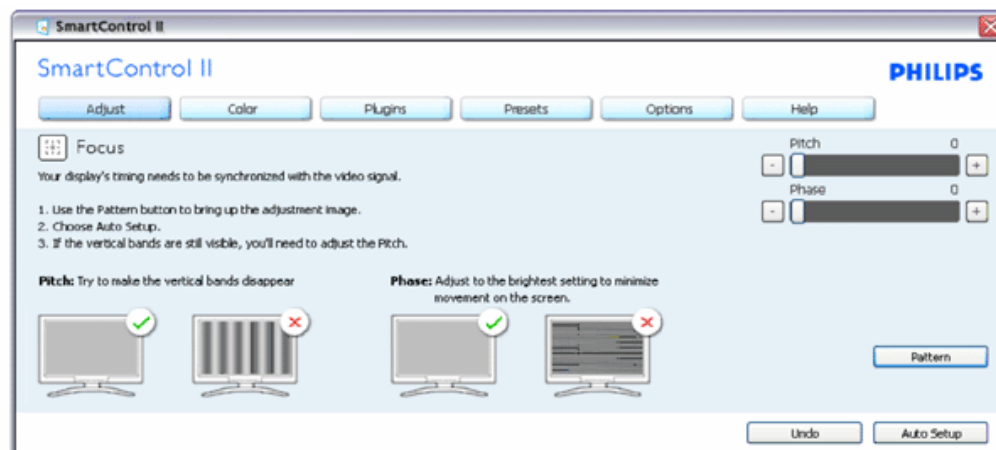 SmartControl II
SmartControl II
PHILIPS
Adjust Color Plugins Presets Options Help
Focus
Your display's timing needs to be synchronized with the video signal.
1. Use the Pattern button to bring up the adjustment image.
2. Choose Auto Setup.
3. If the vertical bands are still visible, you'll need to adjust the Pitch.
Pitch 0
- +
Phase 0
- +
Pitch: Try to make the vertical bands disappear
Phase: Adjust to the brightest setting to minimize
movement on the screen.
Pattern
Undo Auto Setup